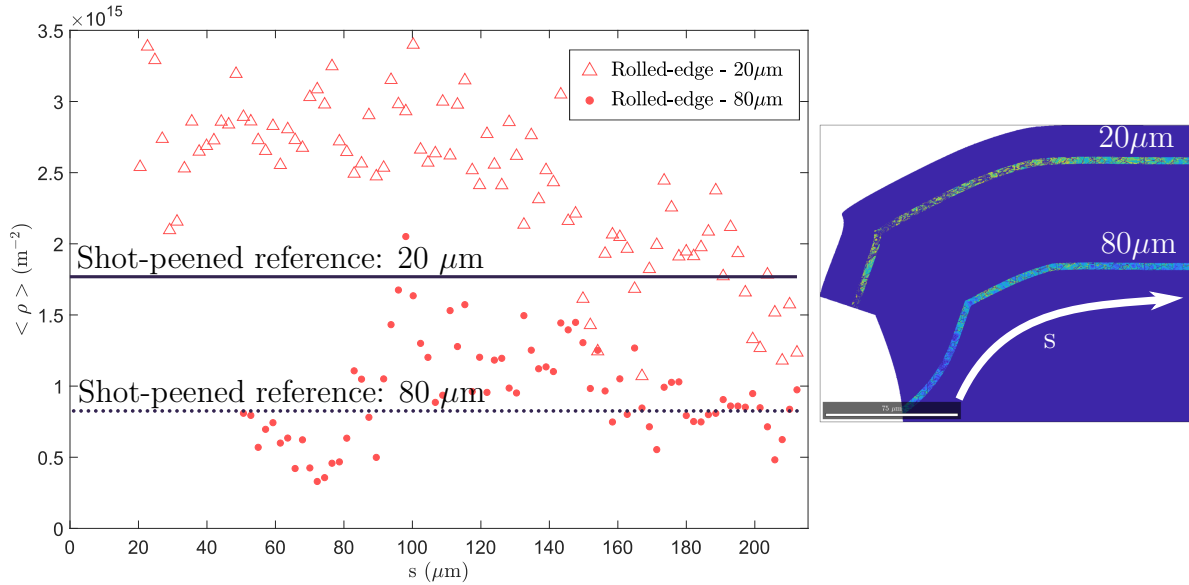 ×10^15
3.5
3
2.5
2
1.5
1
0.5
0
< ρ > (m^−2)
Rolled-edge - 20μm
Rolled-edge - 80μm
Shot-peened reference: 20 μm
Shot-peened reference: 80 μm
0 20 40 60 80 100 120 140 160 180 200
s (μm)
20μm
80μm
s
75 μm